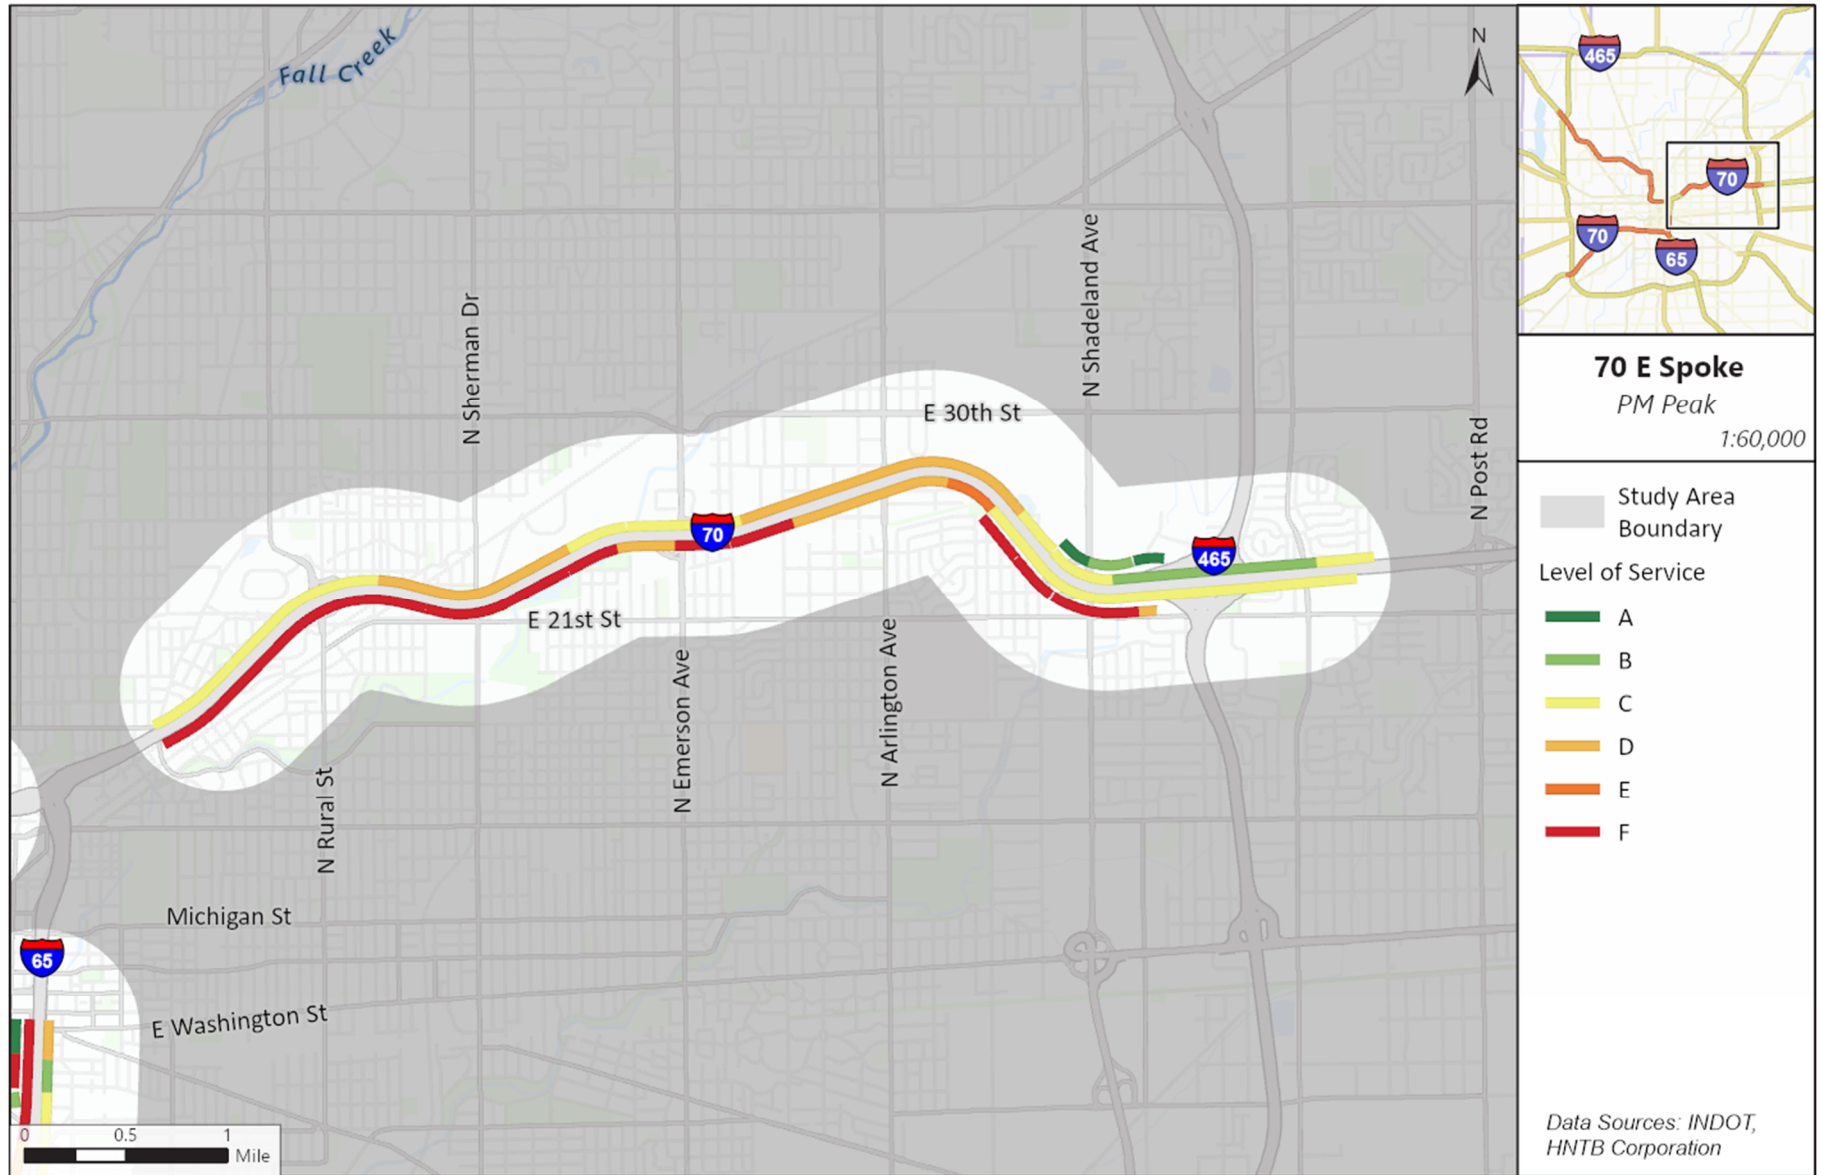 Fall Creek
N
465
70
70
65
70 E Spoke
PM Peak
1:60,000
N Sherman Dr
N Shadeland Ave
E 30th St
N Post Rd
Study Area
Boundary
Level of Service
70
465
A
E 21st St
B
N Emerson Ave
N Arlington Ave
C
D
N Rural St
E
F
Michigan St
65
E Washington St
0 0.5 1
Mile
Data Sources: INDOT,
HNTB Corporation